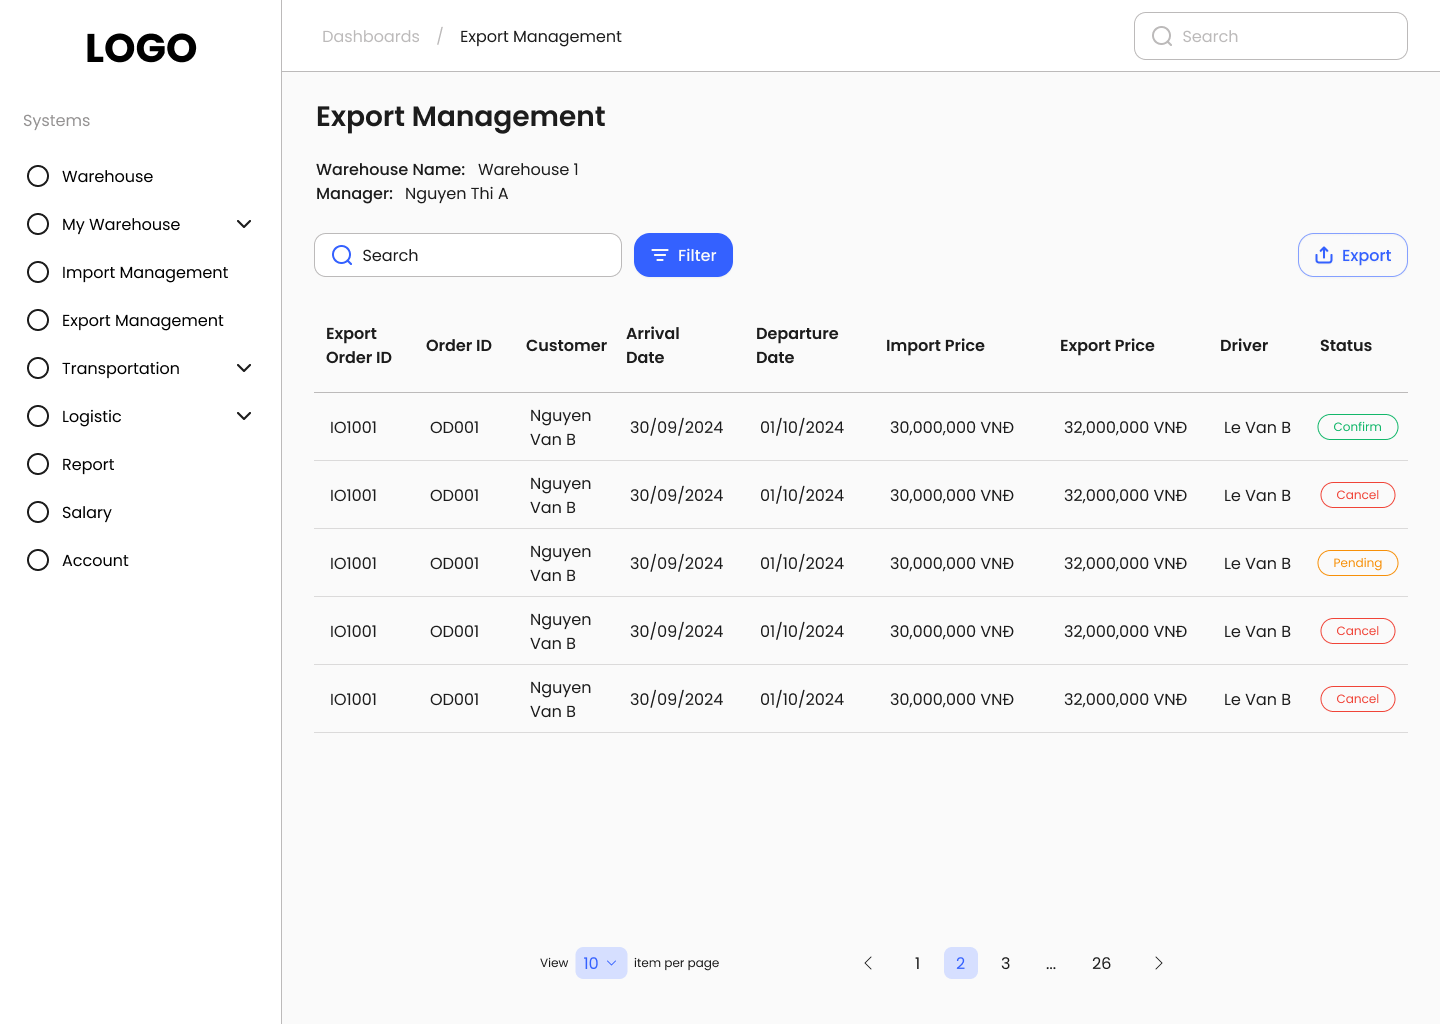 LOGO
Systems
Warehouse
My Warehouse
Import Management
Export Management
Transportation
Logistic
Report
Salary
Account
Dashboards / Export Management
Search
Export Management
Warehouse Name: Warehouse 1
Manager: Nguyen Thi A
Search
Filter
Export
Export Order ID Order ID Customer Arrival Date Departure Date Import Price Export Price Driver Status
IO1001 OD001 Nguyen Van B 30/09/2024 01/10/2024 30,000,000 VNĐ 32,000,000 VNĐ Le Van B Confirm
IO1001 OD001 Nguyen Van B 30/09/2024 01/10/2024 30,000,000 VNĐ 32,000,000 VNĐ Le Van B Cancel
IO1001 OD001 Nguyen Van B 30/09/2024 01/10/2024 30,000,000 VNĐ 32,000,000 VNĐ Le Van B Pending
IO1001 OD001 Nguyen Van B 30/09/2024 01/10/2024 30,000,000 VNĐ 32,000,000 VNĐ Le Van B Cancel
IO1001 OD001 Nguyen Van B 30/09/2024 01/10/2024 30,000,000 VNĐ 32,000,000 VNĐ Le Van B Cancel
View 10 item per page
1 2 3 ... 26